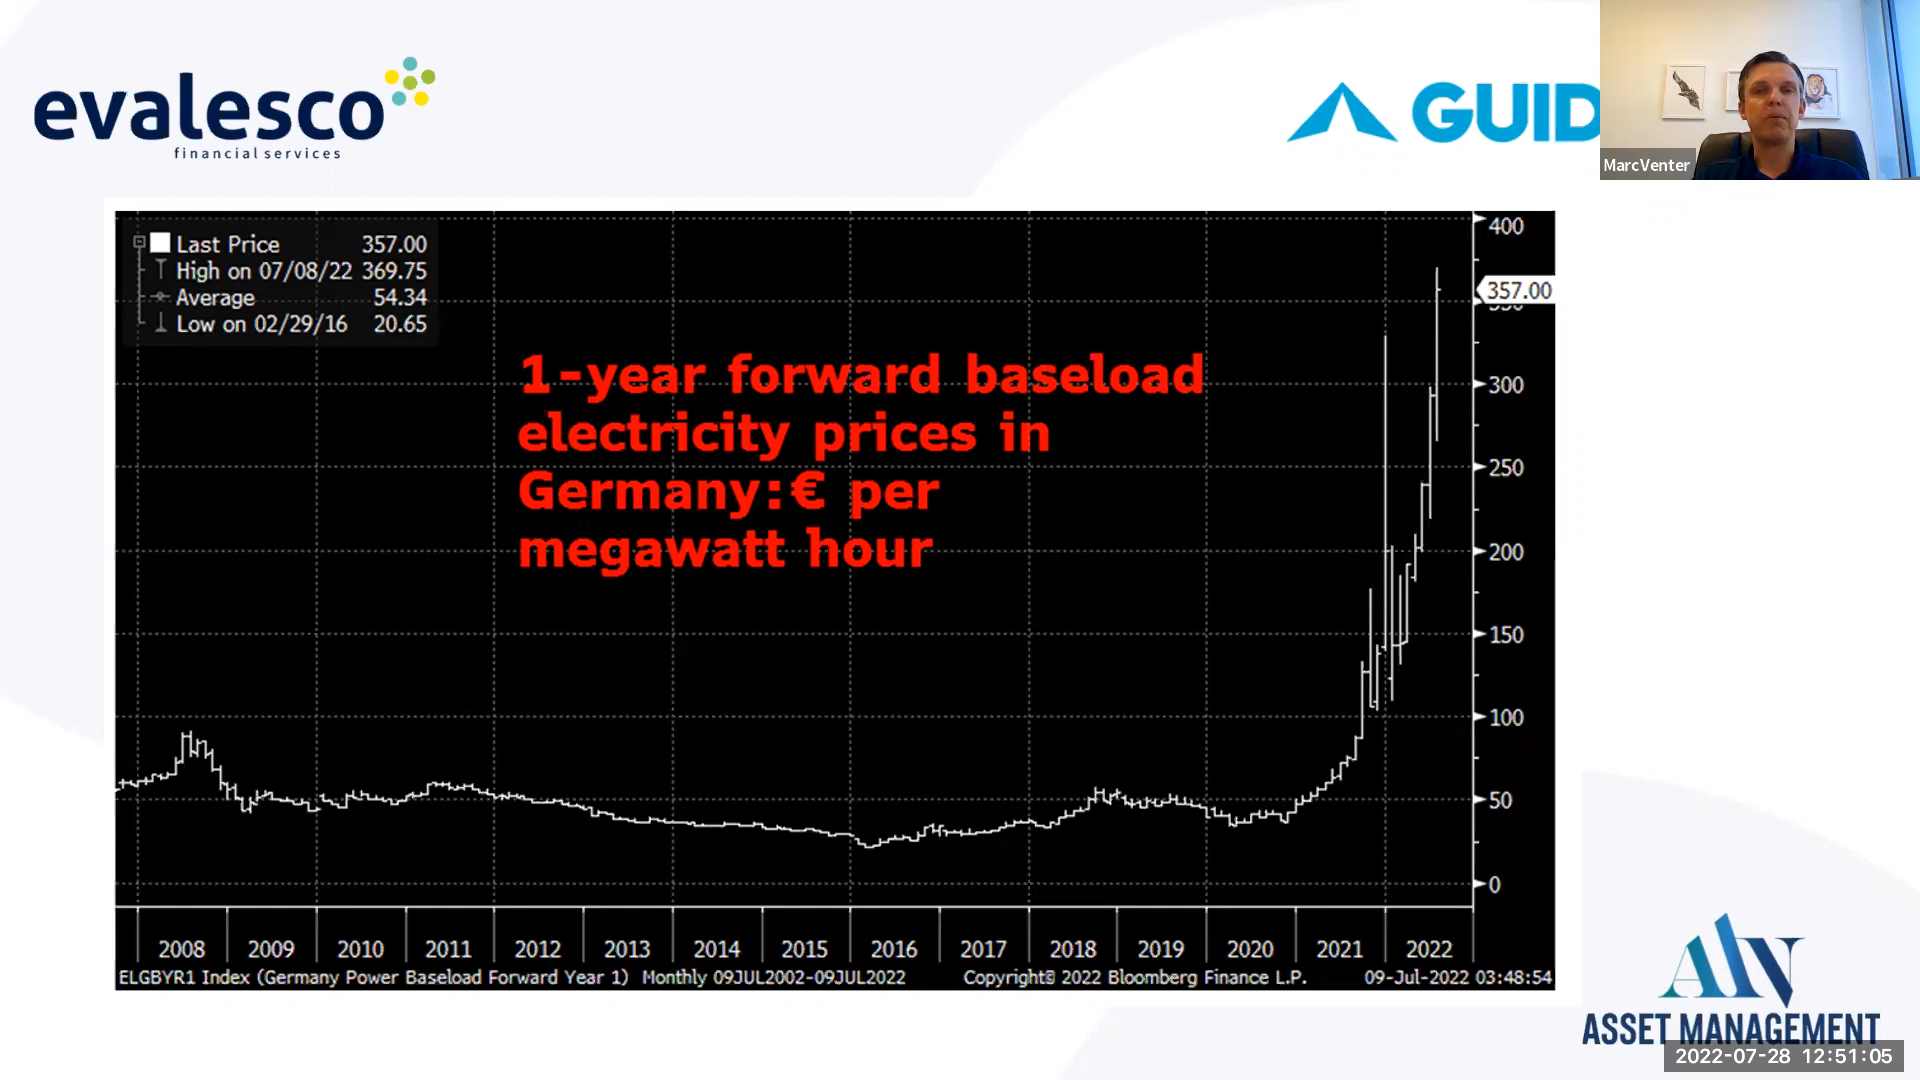 evalesco
financial services
GUID
MarcVenter
Last Price 357.00
High on 07/08/22 369.75
Average 54.34
Low on 02/29/16 20.65
1-year forward baseload
electricity prices in
Germany:€ per
megawatt hour
400
357.00
350
300
250
200
150
100
50
0
2008 2009 2010 2011 2012 2013 2014 2015 2016 2017 2018 2019 2020 2021 2022
ELGBYR1 Index (Germany Power Baseload Forward Year 1) Monthly 09JUL2002-09JUL2022 Copyright© 2022 Bloomberg Finance L.P. 09-Jul-2022 03:48:54
ASSET MANAGEMENT
2022-07-28 12:51:05